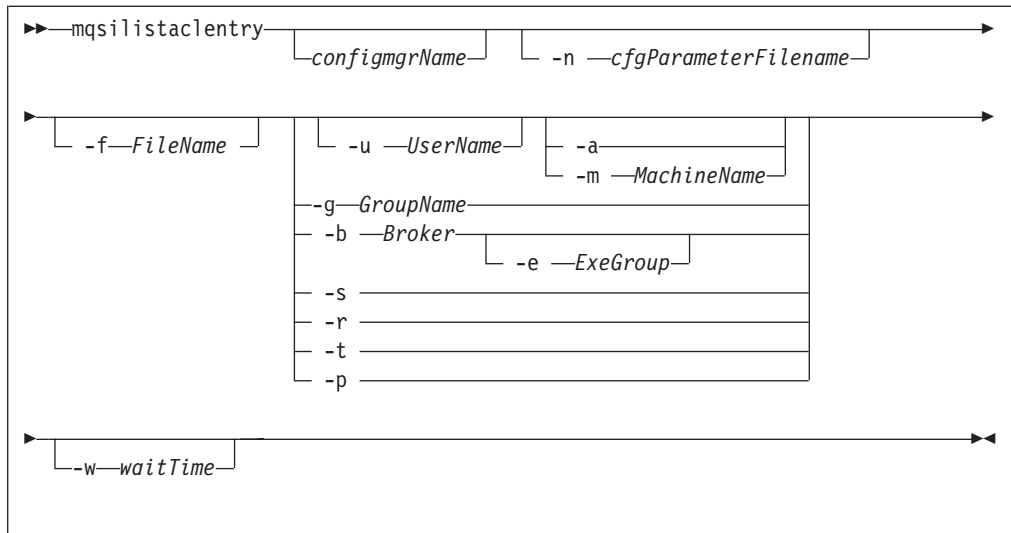 mqsilistaclentry
configmgrName -n cfgParameterFilename
-f FileName -u UserName -a
-m MachineName
-g GroupName
-b Broker
-e ExeGroup
-s
-r
-t
-p
-w waitTime